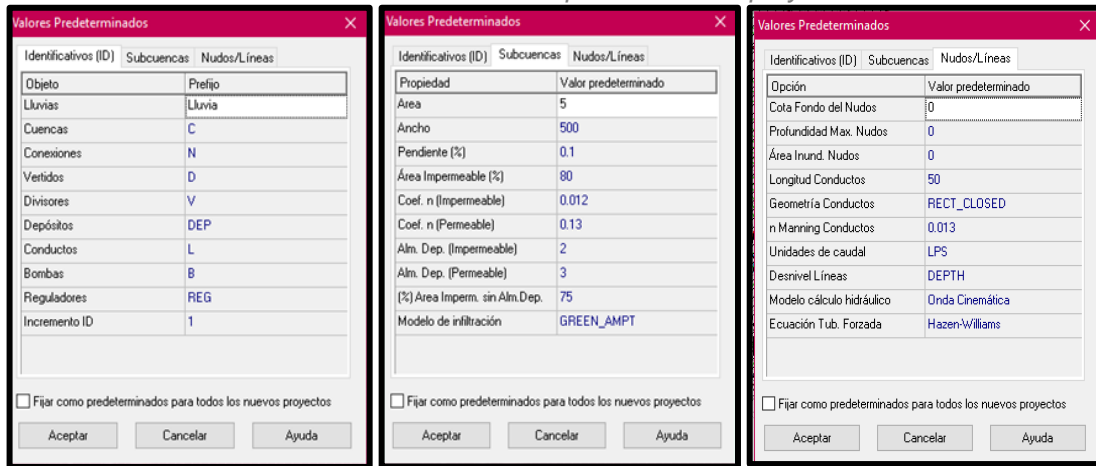 Valores Predeterminados
Identificativos (ID) Subcuencas Nudos/Líneas
Objeto Prefijo
Lluvias Lluvia
Cuencas C
Conexiones N
Vertidos D
Divisores V
Depósitos DEP
Conductos L
Bombas B
Reguladores REG
Incremento ID 1
Fijar como predeterminados para todos los nuevos proyectos
Aceptar Cancelar Ayuda
Valores Predeterminados
Identificativos (ID) Subcuencas Nudos/Líneas
Propiedad Valor predeterminado
Area 5
Ancho 500
Pendiente (%) 0.1
Área Impermeable (%) 80
Coef. n (Impermeable) 0.012
Coef. n (Permeable) 0.13
Alm. Dep. (Impermeable) 2
Alm. Dep. (Permeable) 3
(%) Area Imperm. sin Alm.Dep. 75
Modelo de infiltración GREEN_AMPT
Fijar como predeterminados para todos los nuevos proyectos
Aceptar Cancelar Ayuda
Valores Predeterminados
Identificativos (ID) Subcuencas Nudos/Líneas
Opción Valor predeterminado
Cota Fondo del Nudos 0
Profundidad Max. Nudos 0
Área Inund. Nudos 0
Longitud Conductos 50
Geometría Conductos RECT_CLOSED
n Manning Conductos 0.013
Unidades de caudal LPS
Desnivel Líneas DEPTH
Modelo cálculo hidráulico Onda Cinemática
Ecuación Tub. Forzada Hazen-Williams
Fijar como predeterminados para todos los nuevos proyectos
Aceptar Cancelar Ayuda